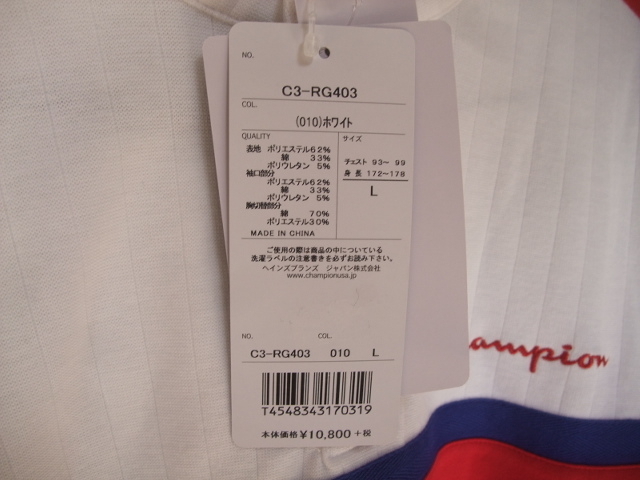 NO.
C3-RG403
COL.
(010)ホワイト
QUALITY
サイズ
表地 ポリエステル62%
綿 33%
ポリウレタン 5%
袖口部分
ポリエステル62%
綿 33%
ポリウレタン 5%
胸切替部分
綿 70%
ポリエステル30%
MADE IN CHINA
チェスト 93~ 99
身長 172~178
L
ご使用の際は商品の中についている
洗濯ラベルの注意書きを必ずお読み下さい。
ヘインズブランズ ジャパン株式会社
www.championusa.jp
NO.
COL.
C3-RG403 010 L
T4548343170319
本体価格¥10,800+税
ampion